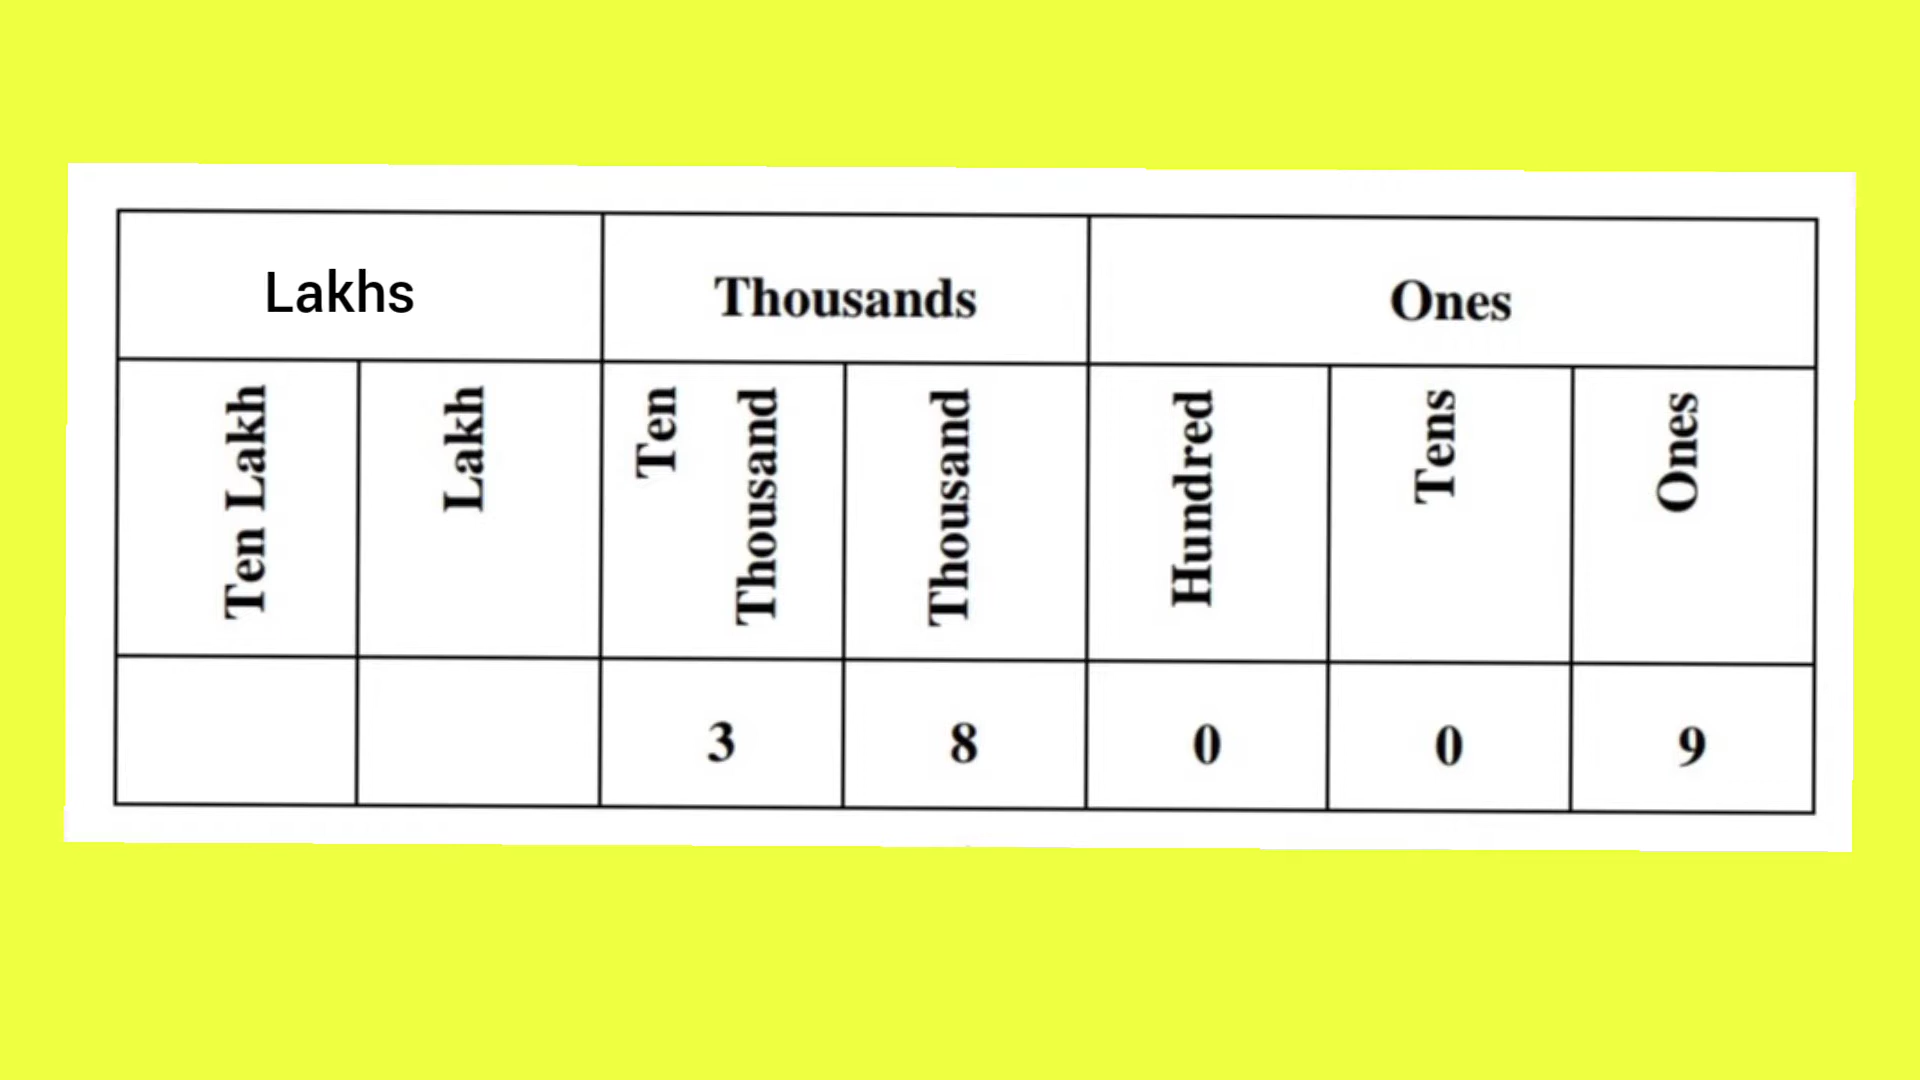 Lakhs Thousands Ones
Ten Lakh Lakh Ten Thousand Thousand Hundred Tens Ones
3 8 0 0 9